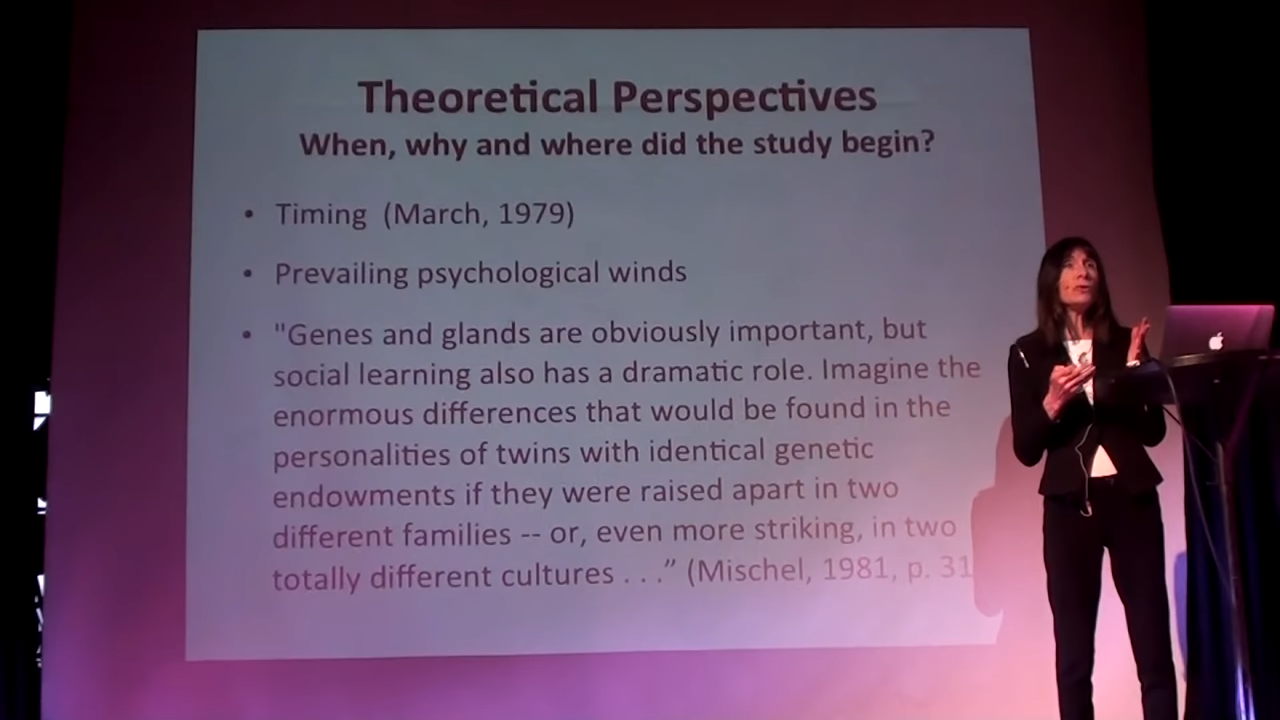 Theoretical Perspectives
When, why and where did the study begin?
• Timing (March, 1979)
• Prevailing psychological winds
• "Genes and glands are obviously important, but
social learning also has a dramatic role. Imagine the
enormous differences that would be found in the
personalities of twins with identical genetic
endowments if they were raised apart in two
different families -- or, even more striking, in two
totally different cultures . . .” (Mischel, 1981, p. 31